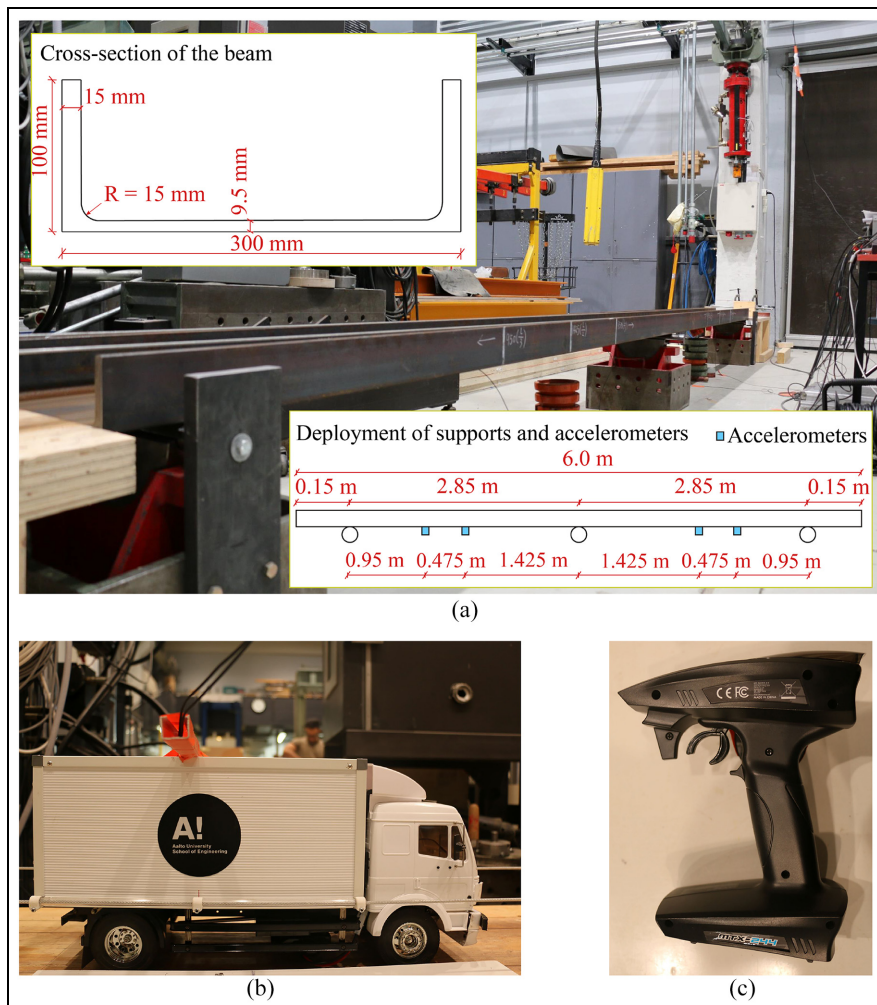 Cross-section of the beam
15 mm
100 mm
R = 15 mm
9.5 mm
300 mm
Deployment of supports and accelerometers
Accelerometers
6.0 m
0.15 m 2.85 m 2.85 m 0.15 m
0.95 m 0.475 m 1.425 m 1.425 m 0.475 m 0.95 m
(a)
A!
Aalto University
School of Engineering
CE FC
MTX-244
(b) (c)